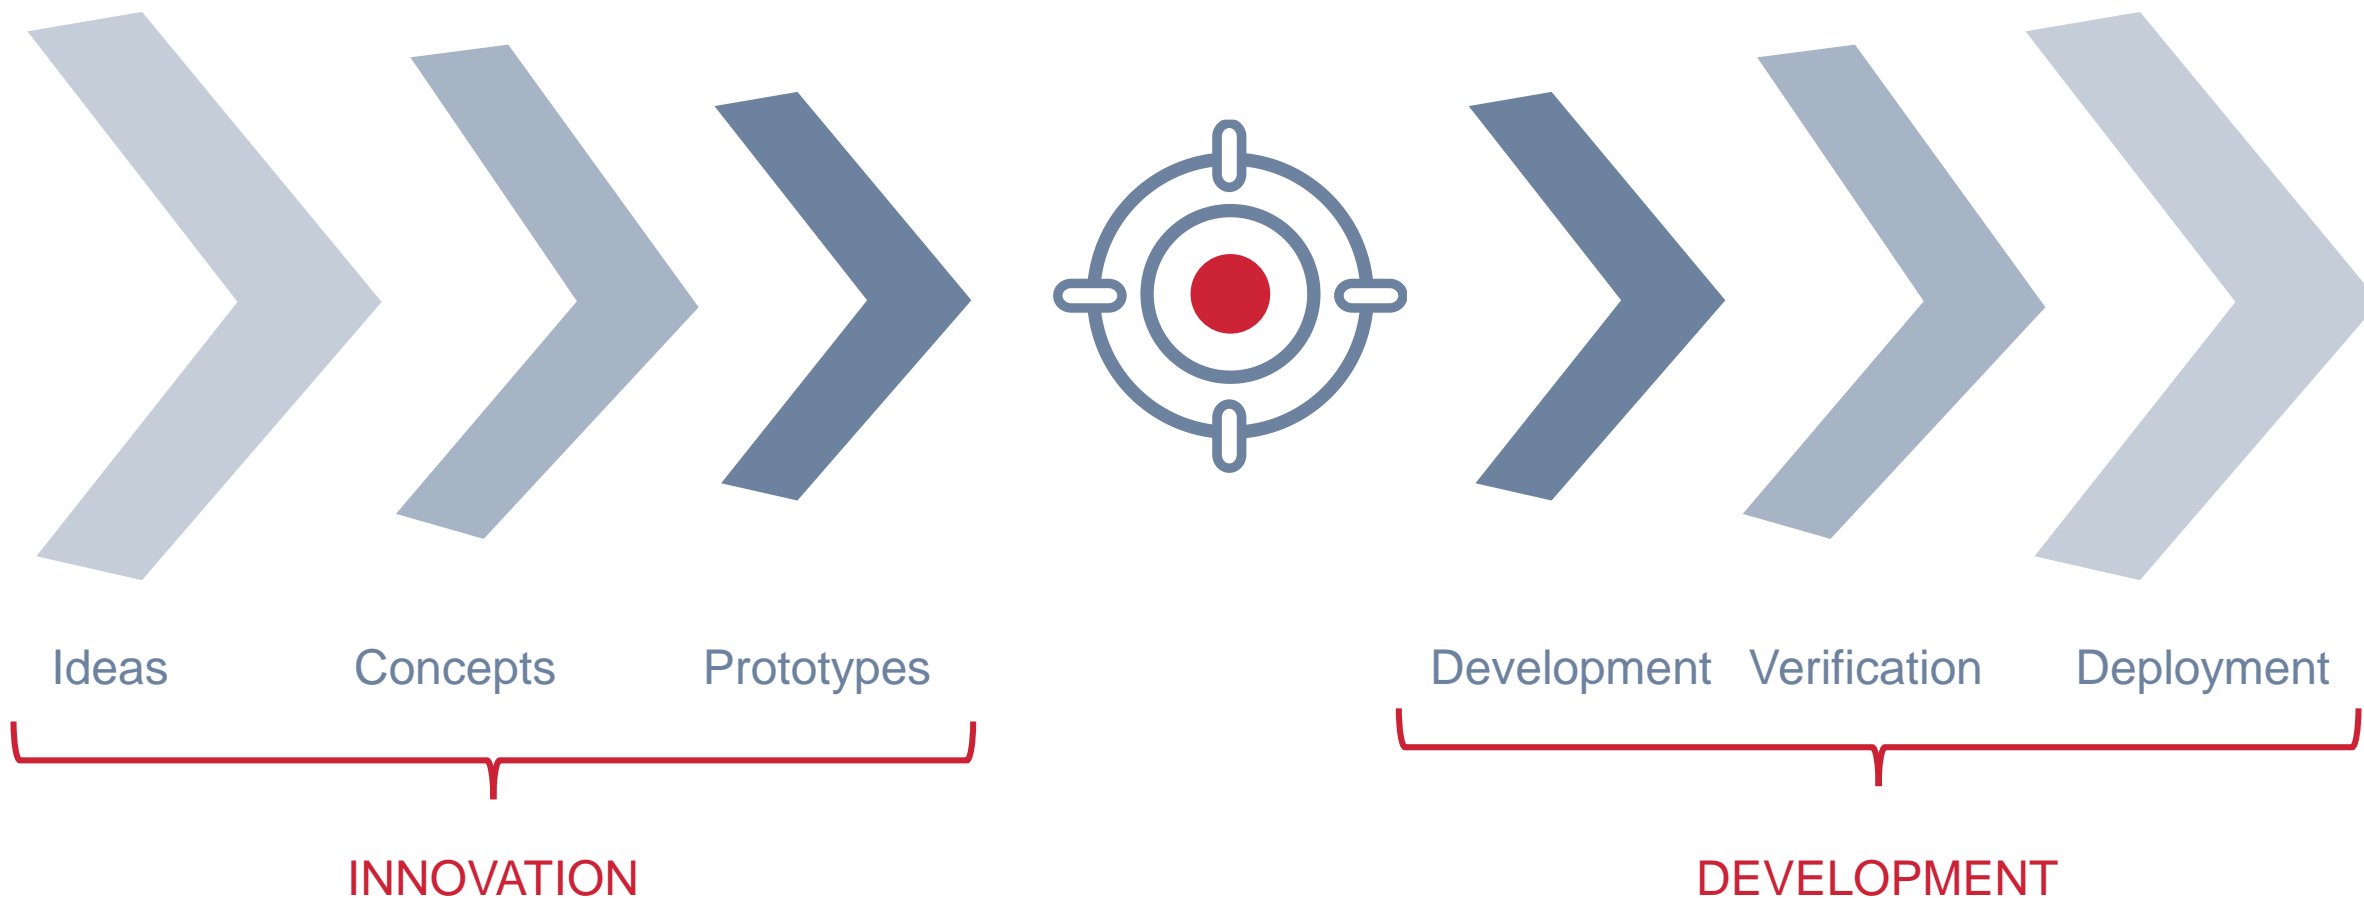 Ideas Concepts Prototypes Development Verification Deployment
INNOVATION DEVELOPMENT